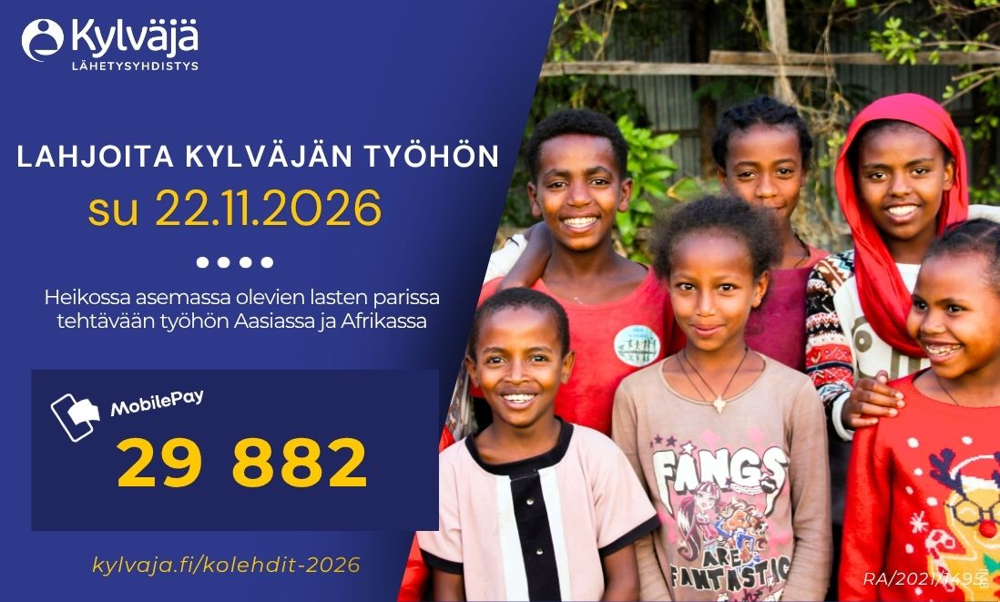 Kylväjä
LÄHETYSYHDISTYS
LAHJOITA KYLVÄJÄN TYÖHÖN
su 22.11.2026
Heikossa asemassa olevien lasten parissa
tehtävään työhön Aasiassa ja Afrikassa
MobilePay
29 882
kylvaja.fi/kolehdit-2026
FANGS
ARE
FANTASTIC
RA/2021/1495